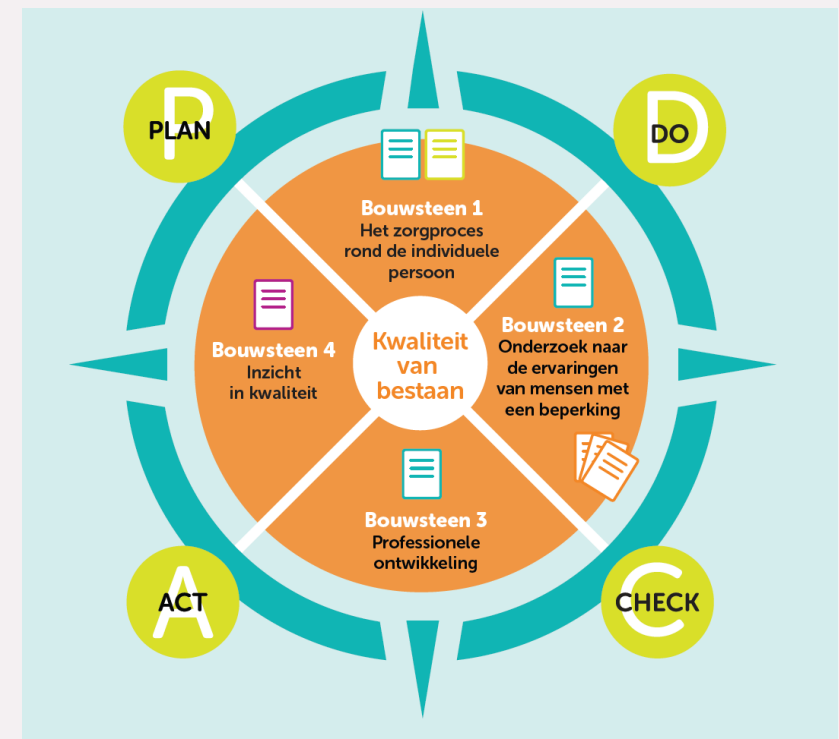 PLAN
DO
Bouwsteen 1
Het zorgproces
rond de individuele
persoon
Bouwsteen 2
Onderzoek naar
de ervaringen
van mensen met
een beperking
Bouwsteen 4
Inzicht
in kwaliteit
Kwaliteit
van
bestaan
Bouwsteen 3
Professionele
ontwikkeling
ACT
CHECK
P
D
A
C